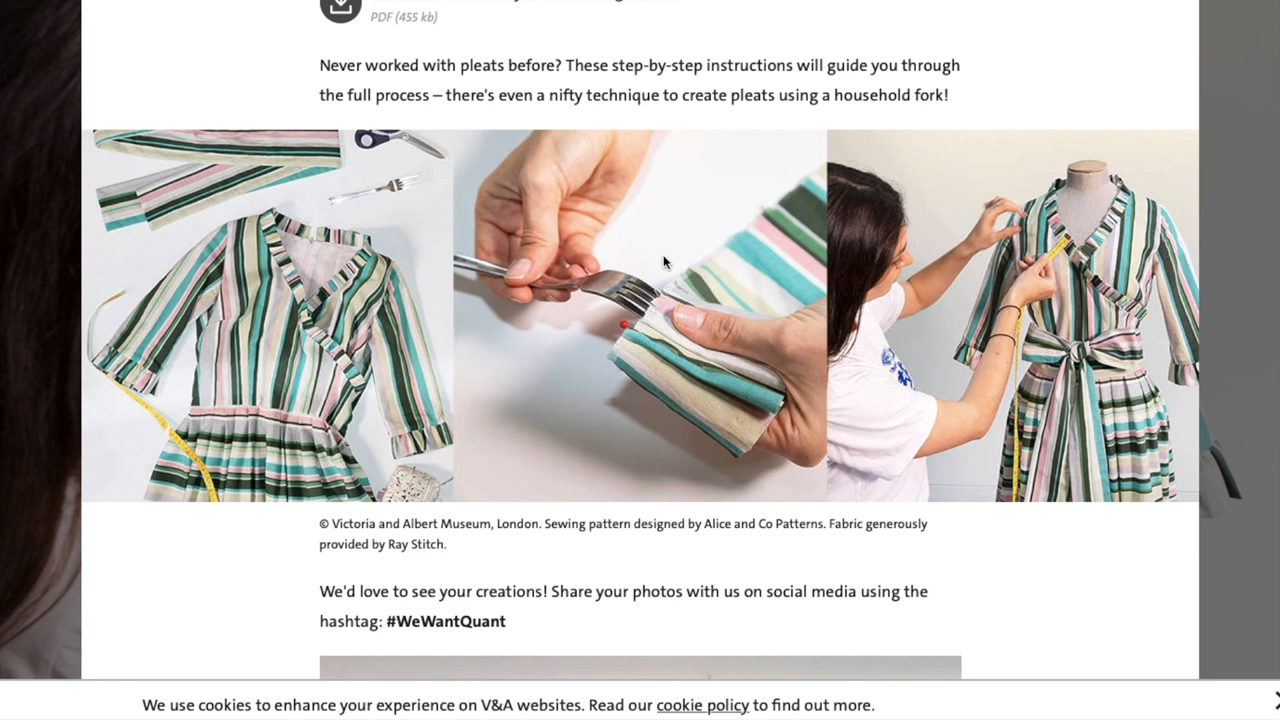 PDF (455 kb)
Never worked with pleats before? These step-by-step instructions will guide you through
the full process – there's even a nifty technique to create pleats using a household fork!
© Victoria and Albert Museum, London. Sewing pattern designed by Alice and Co Patterns. Fabric generously
provided by Ray Stitch.
We'd love to see your creations! Share your photos with us on social media using the
hashtag: #WeWantQuant
We use cookies to enhance your experience on V&A websites. Read our cookie policy to find out more.